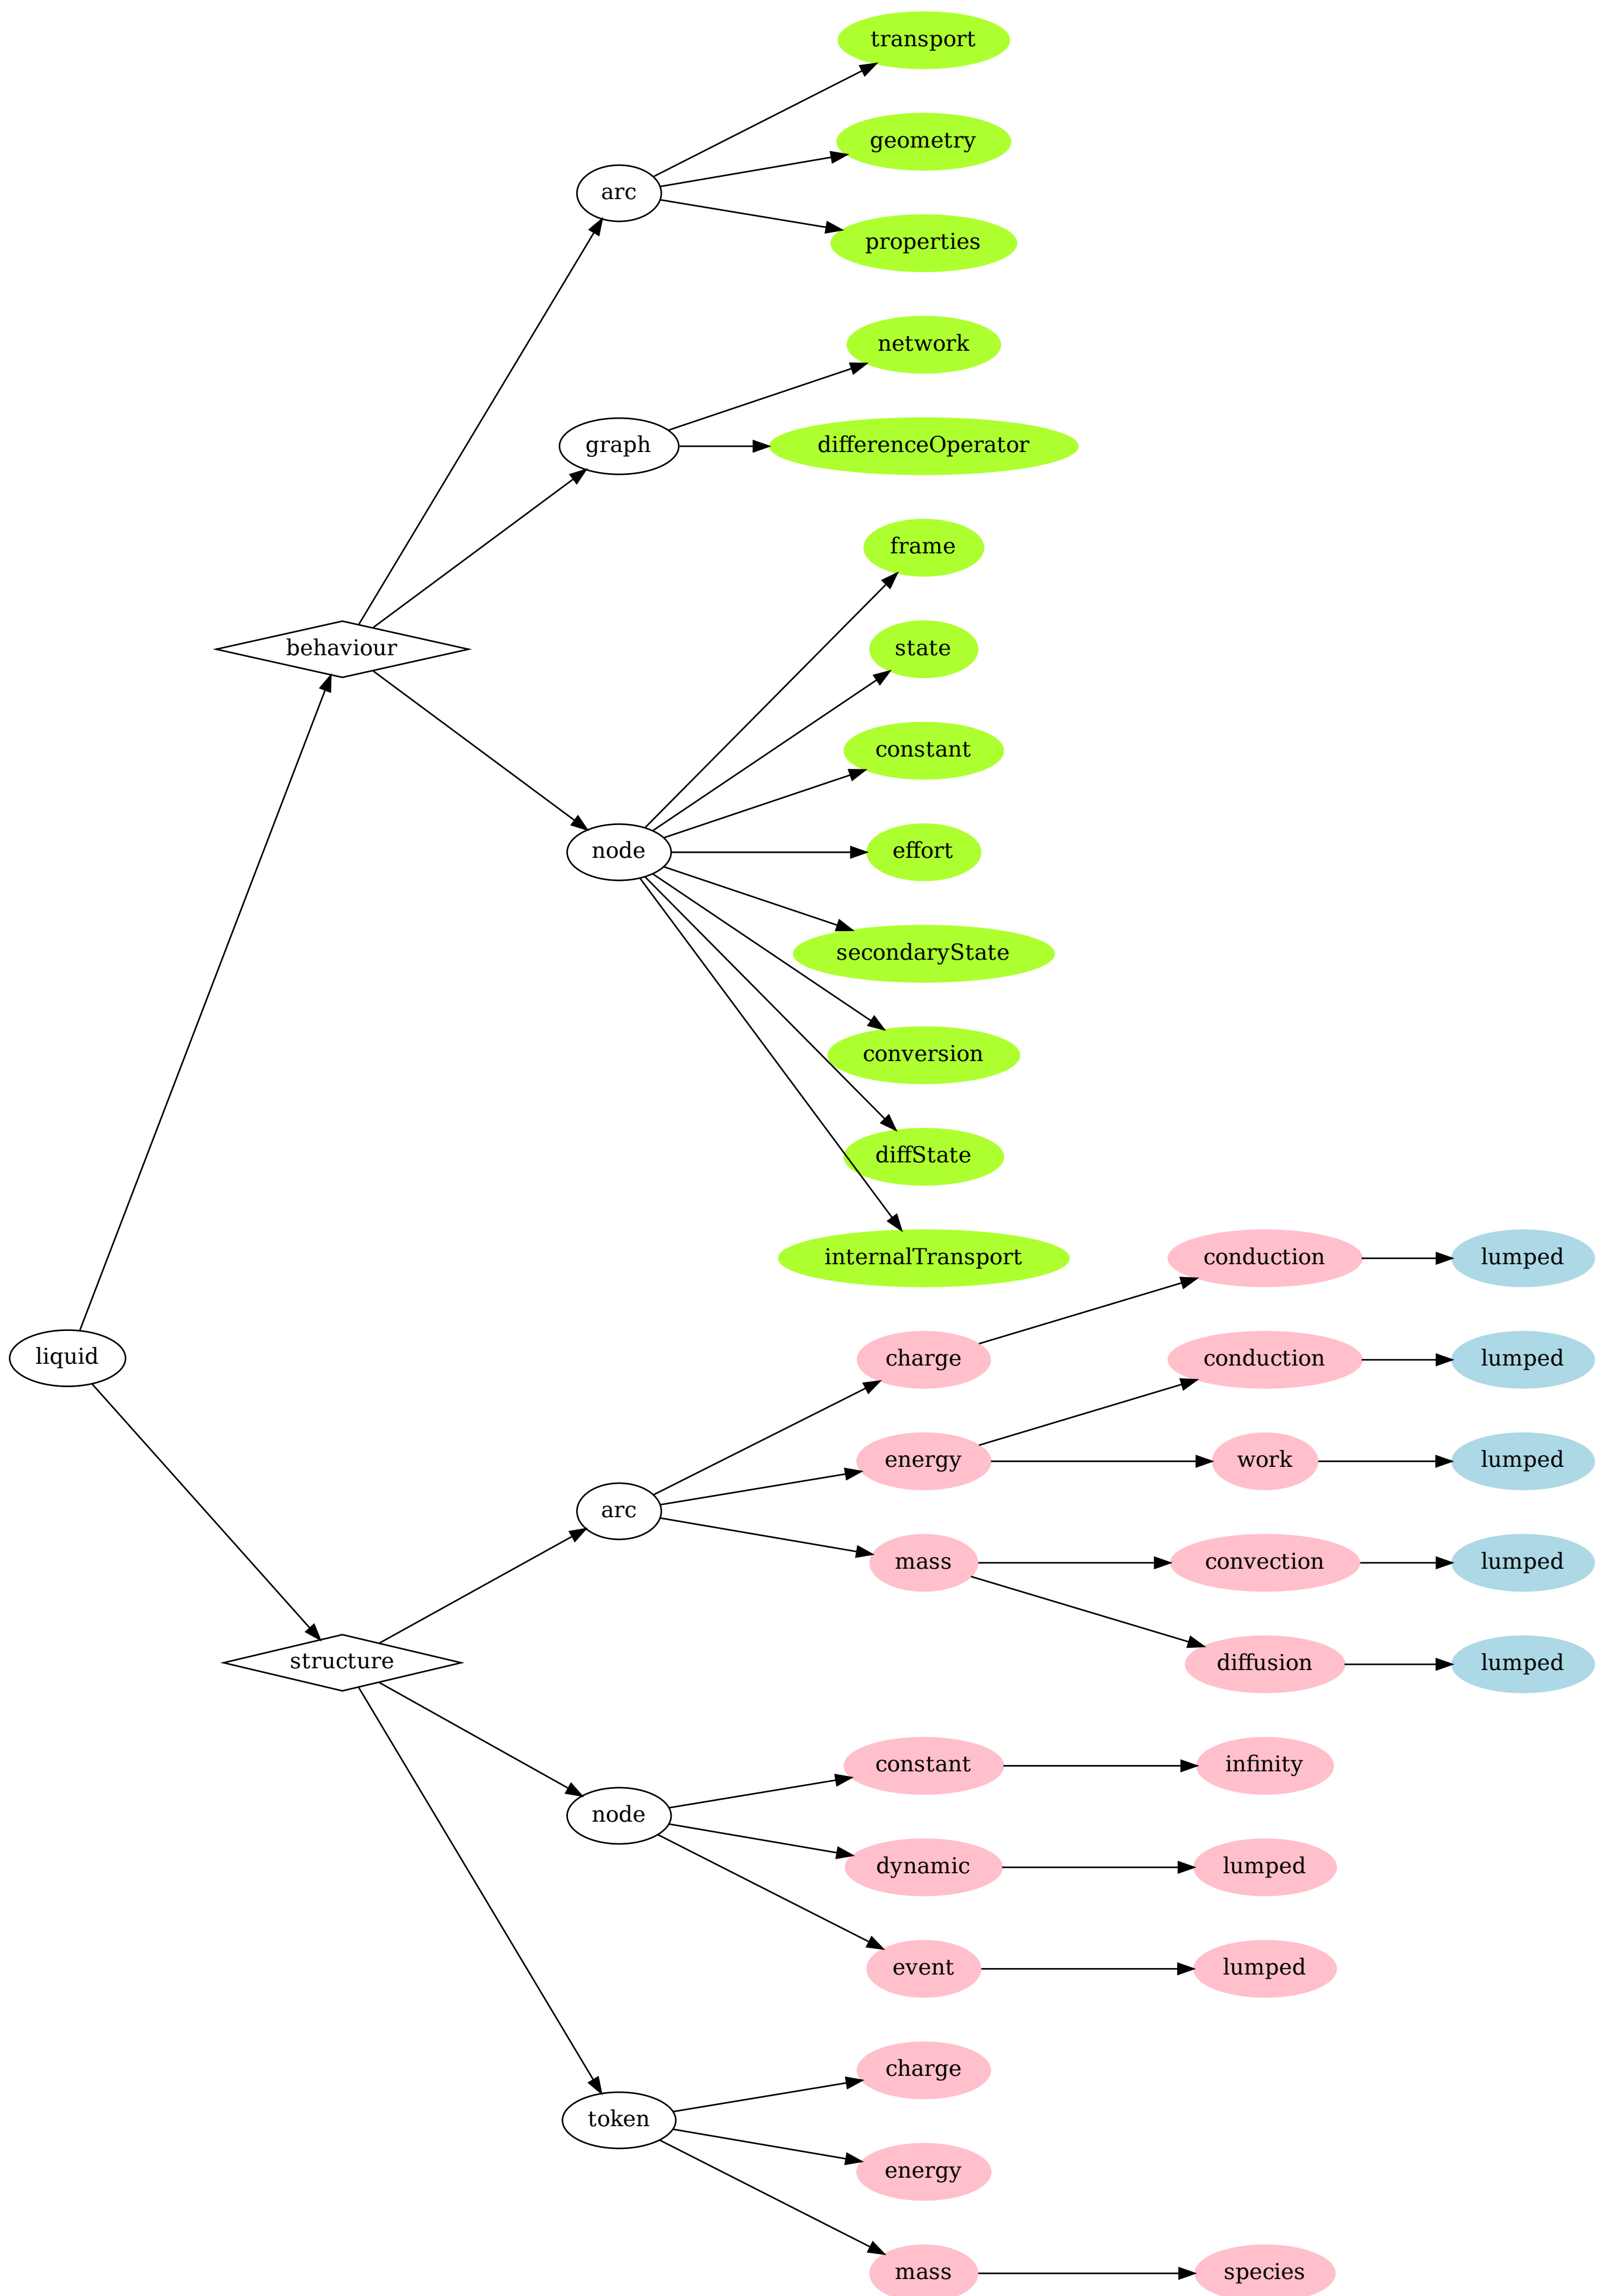 transport
geometry
arc
properties
network
graph
differenceOperator
frame
behaviour
state
constant
node
effort
secondaryState
conversion
diffState
internalTransport
conduction
lumped
liquid
charge
conduction
lumped
energy
work
lumped
arc
mass
convection
lumped
structure
diffusion
lumped
constant
infinity
node
dynamic
lumped
event
lumped
charge
token
energy
mass
species